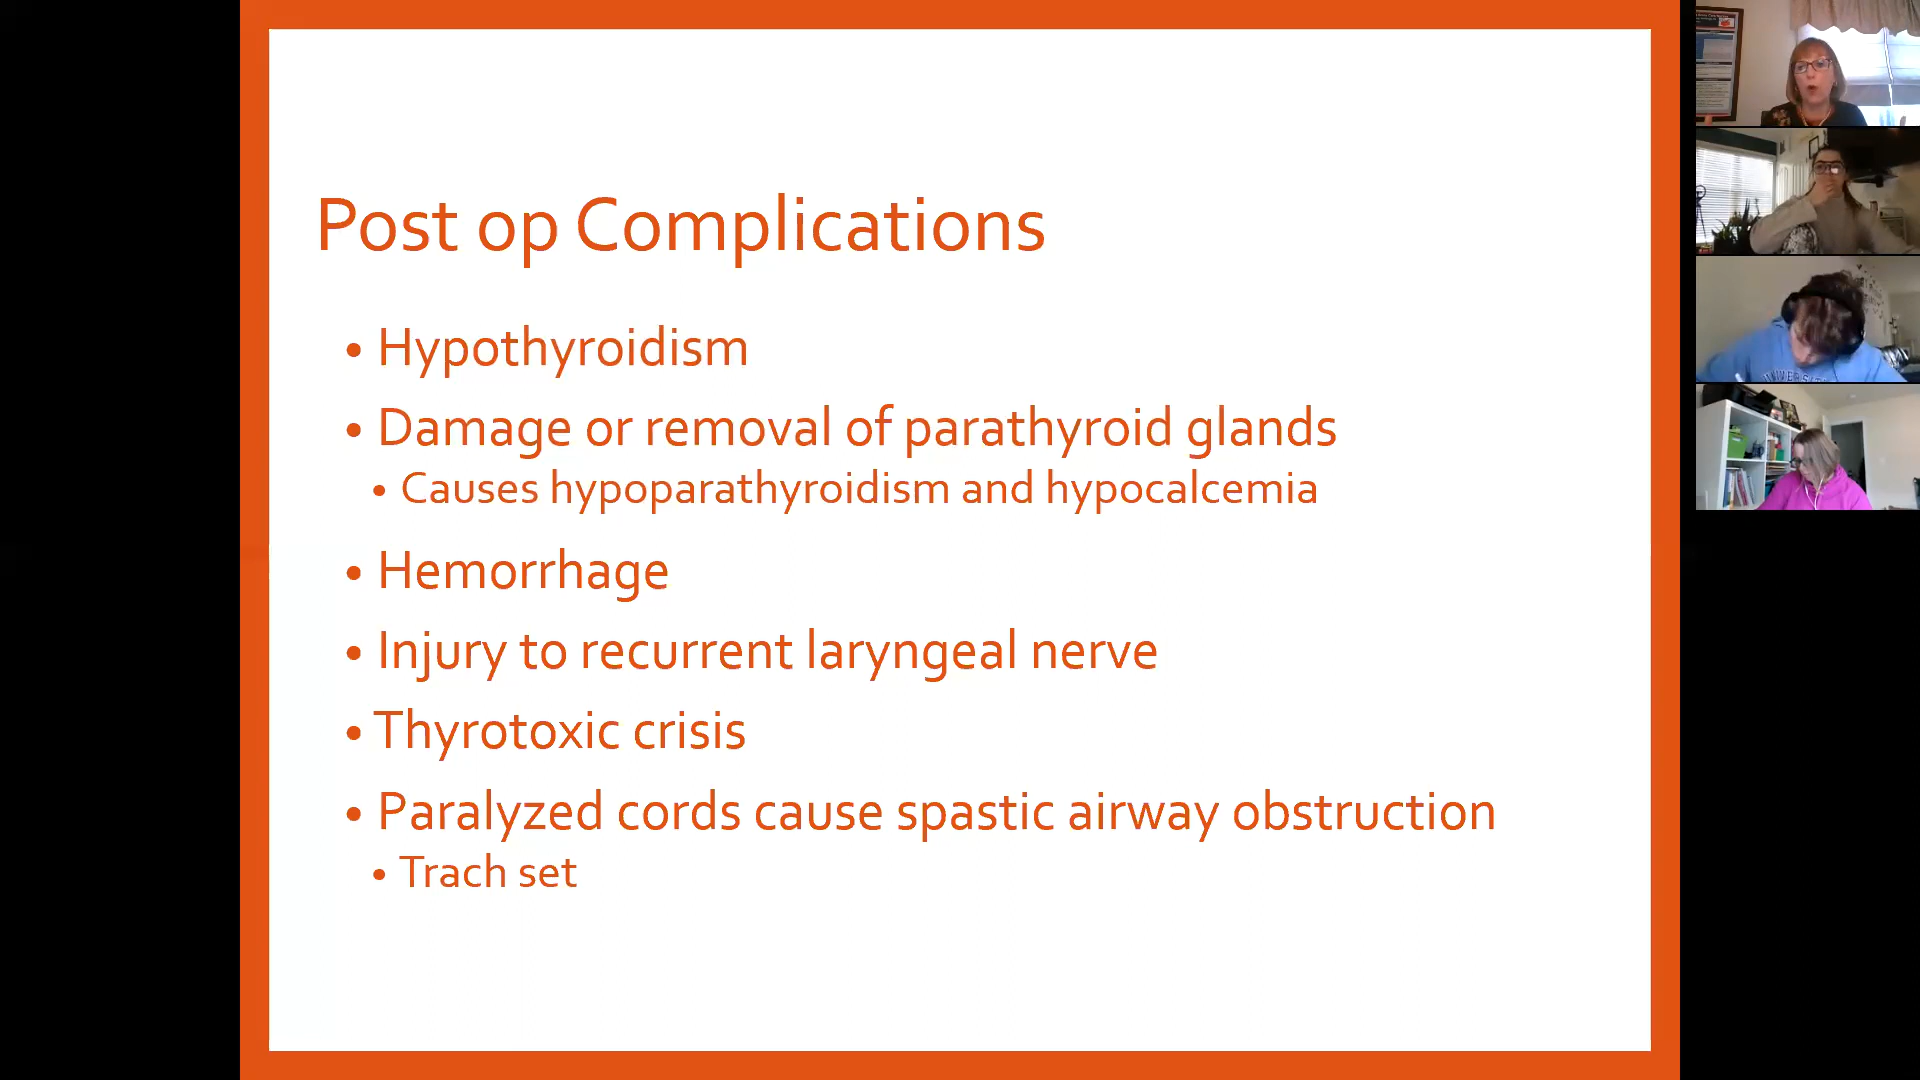 Post op Complications
• Hypothyroidism
• Damage or removal of parathyroid glands
• Causes hypoparathyroidism and hypocalcemia
• Hemorrhage
• Injury to recurrent laryngeal nerve
• Thyrotoxic crisis
• Paralyzed cords cause spastic airway obstruction
• Trach set